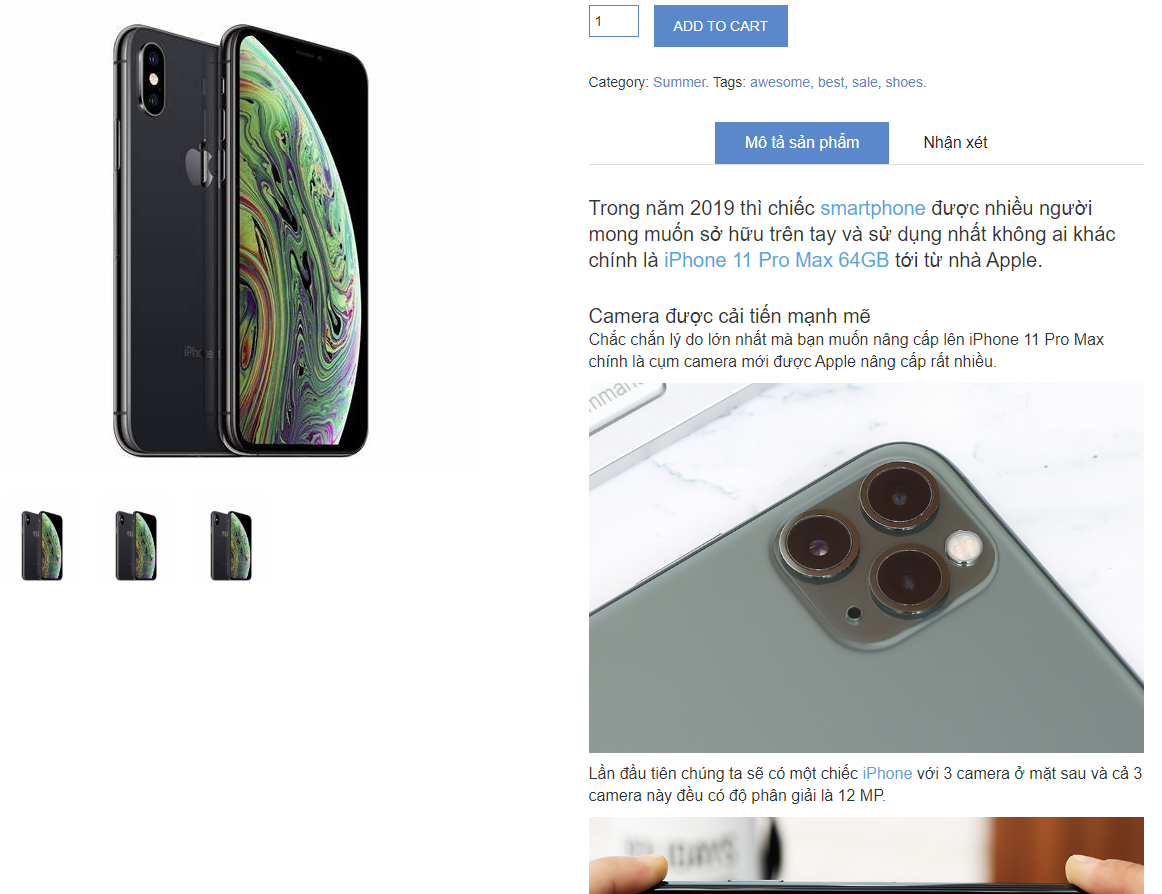 1
ADD TO CART
Category: Summer. Tags: awesome, best, sale, shoes.
Mô tả sản phẩm
Nhận xét
Trong năm 2019 thì chiếc smartphone được nhiều người
mong muốn sở hữu trên tay và sử dụng nhất không ai khác
chính là iPhone 11 Pro Max 64GB tới từ nhà Apple.
Camera được cải tiến mạnh mẽ
Chắc chắn lý do lớn nhất mà bạn muốn nâng cấp lên iPhone 11 Pro Max
chính là cụm camera mới được Apple nâng cấp rất nhiều.
Lần đầu tiên chúng ta sẽ có một chiếc iPhone với 3 camera ở mặt sau và cả 3
camera này đều có độ phân giải là 12 MP.